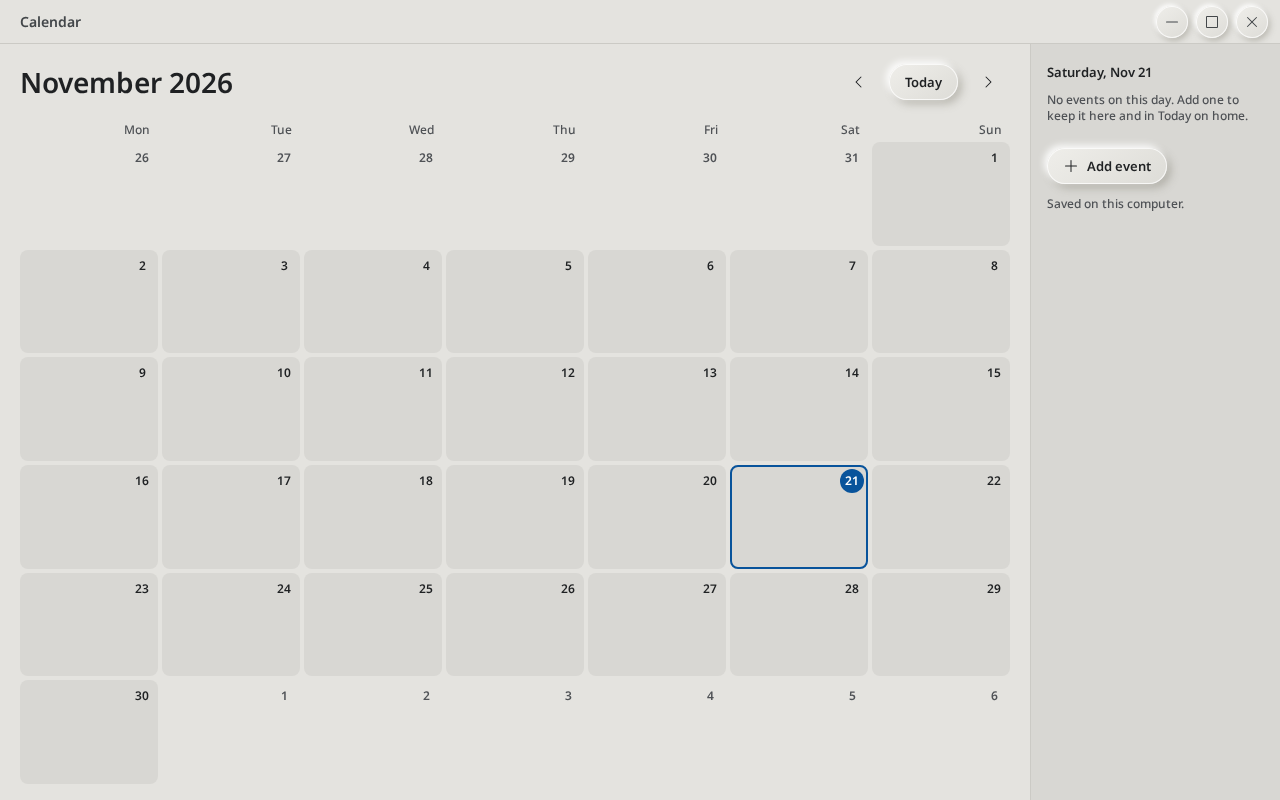 Calendar
November 2026
Today
Mon Tue Wed Thu Fri Sat Sun
26 27 28 29 30 31 1
2 3 4 5 6 7 8
9 10 11 12 13 14 15
16 17 18 19 20 21 22
23 24 25 26 27 28 29
30 1 2 3 4 5 6
Saturday, Nov 21
No events on this day. Add one to
keep it here and in Today on home.
Add event
Saved on this computer.